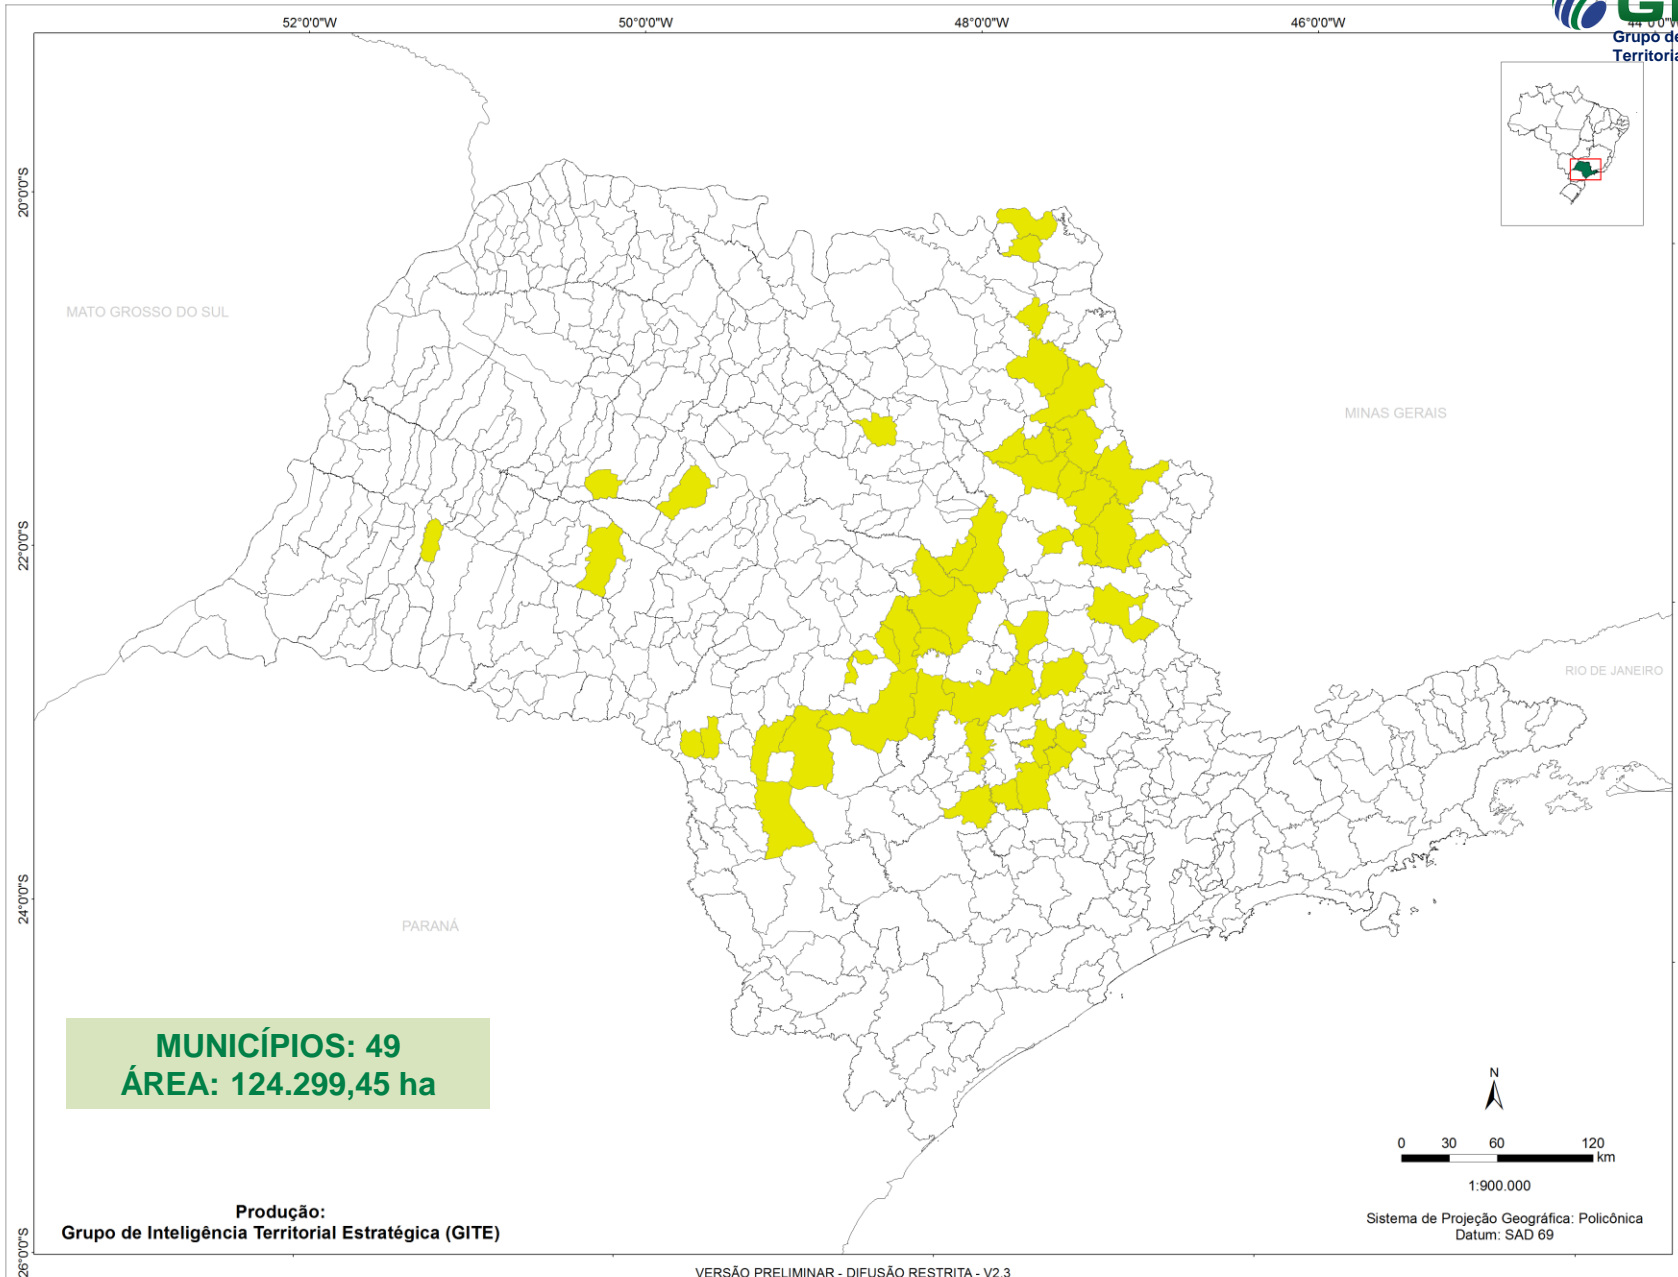 52°0'0"W 50°0'0"W 48°0'0"W 46°0'0"W 44°0'0"W
Grupo de
20°0'0"S
MATO GROSSO DO SUL
MINAS GERAIS
22°0'0"S
RIO DE JANEIRO
24°0'0"S
PARANÁ
MUNICÍPIOS: 49
ÁREA: 124.299,45 ha
N
0 30 60 120
km
1:900.000
Produção:
Grupo de Inteligência Territorial Estratégica (GITE)
Sistema de Projeção Geográfica: Policônica
Datum: SAD 69
26°0'0"S
VERSÃO PRELIMINAR - DIFUSÃO RESTRITA - V2.3